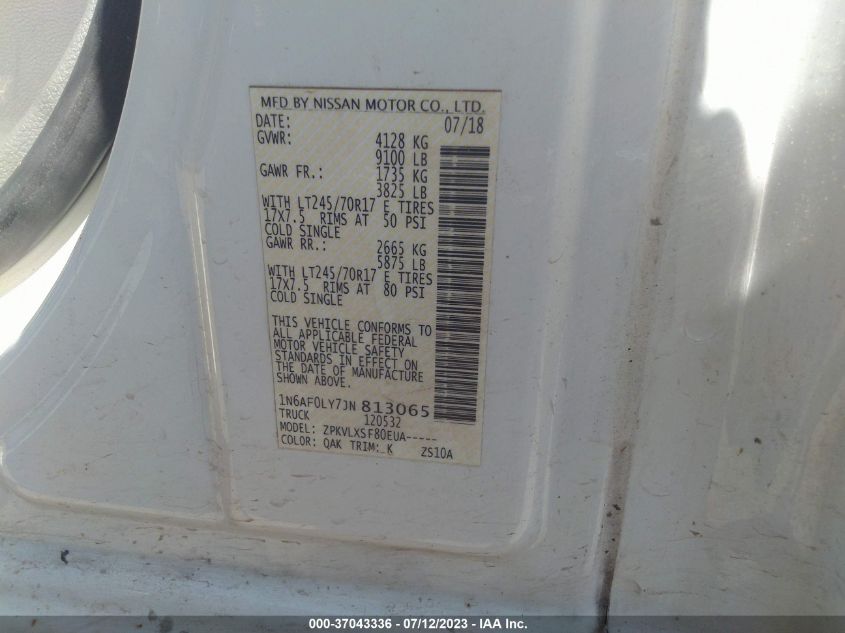 MFD BY NISSAN MOTOR CO., LTD.
DATE: 07/18
GVWR: 4128 KG
9100 LB
GAWR FR.: 1735 KG
3825 LB
WITH LT245/70R17 E TIRES
17X7.5 RIMS AT 50 PSI
COLD SINGLE
GAWR RR.: 2665 KG
5875 LB
WITH LT245/70R17 E TIRES
17X7.5 RIMS AT 80 PSI
COLD SINGLE
THIS VEHICLE CONFORMS TO
ALL APPLICABLE FEDERAL
MOTOR VEHICLE SAFETY
STANDARDS IN EFFECT ON
THE DATE OF MANUFACTURE
SHOWN ABOVE.
1N6AF0LY7JN813065
TRUCK 120532
MODEL: ZPKVLXSF80EUA-----
COLOR: QAK TRIM: K ZS10A
000-37043336 - 07/12/2023 - IAA Inc.